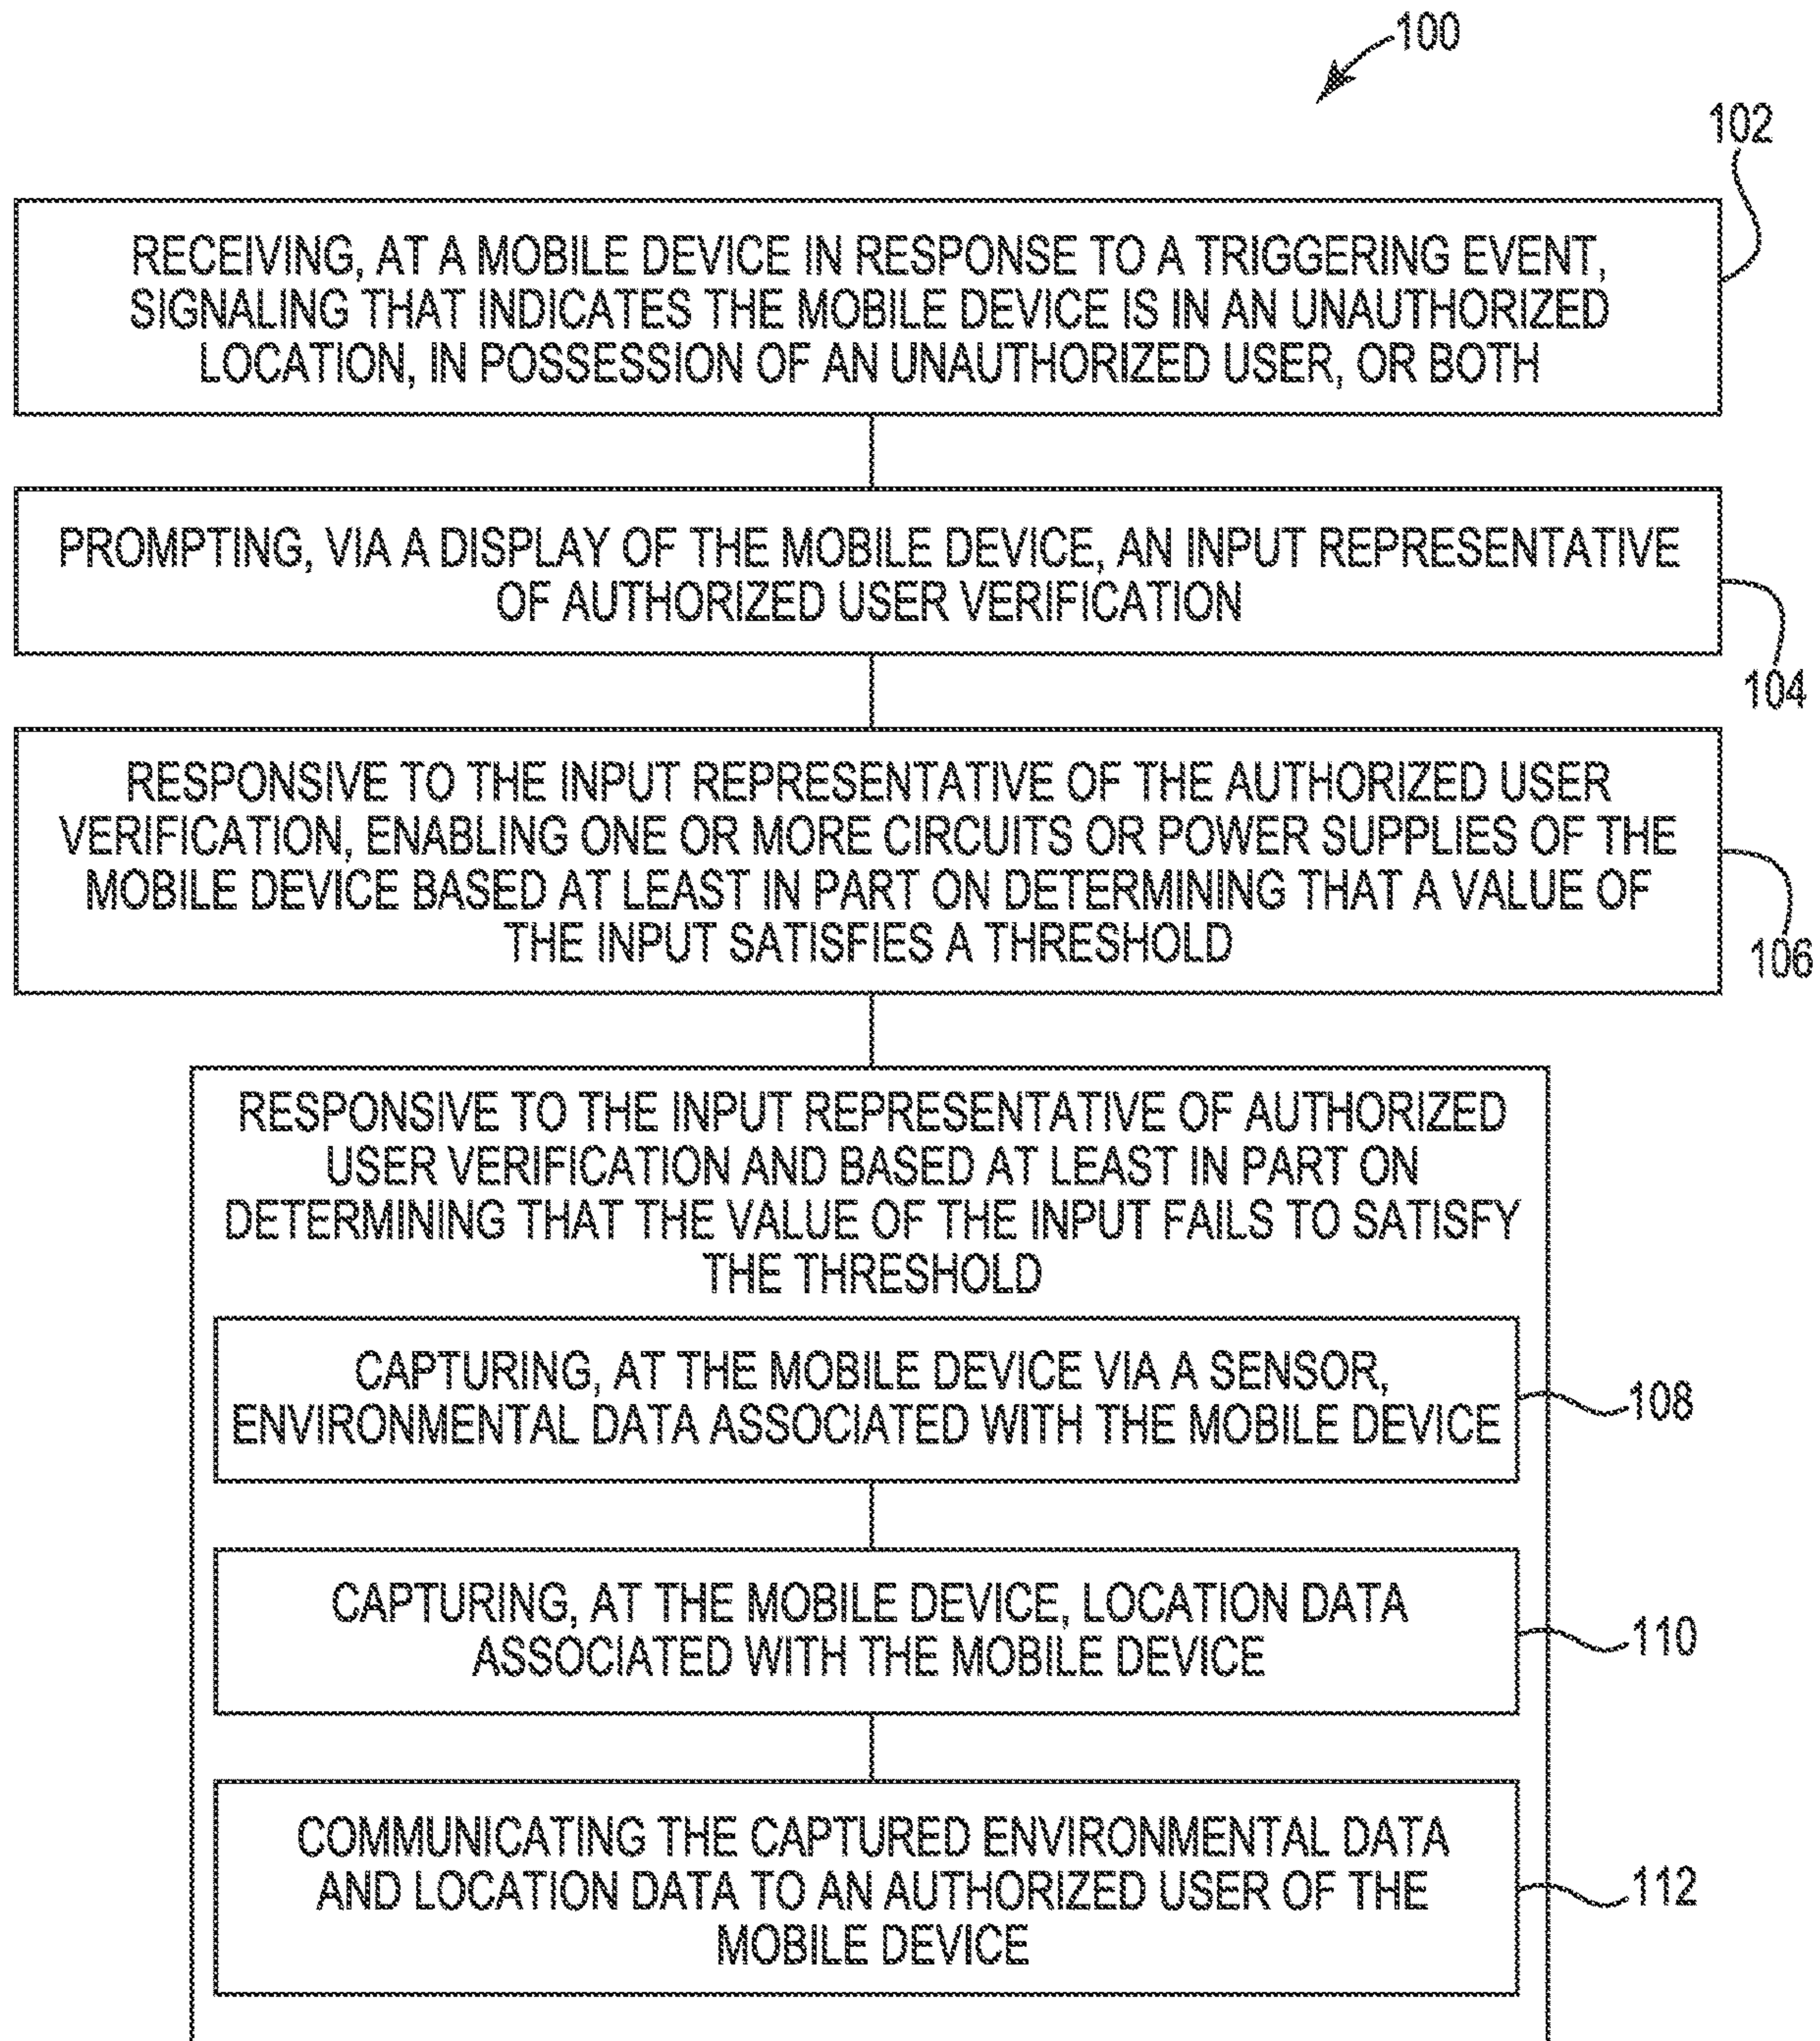 100
102
RECEIVING, AT A MOBILE DEVICE IN RESPONSE TO A TRIGGERING EVENT,
SIGNALING THAT INDICATES THE MOBILE DEVICE IS IN AN UNAUTHORIZED
LOCATION, IN POSSESSION OF AN UNAUTHORIZED USER, OR BOTH
PROMPTING, VIA A DISPLAY OF THE MOBILE DEVICE, AN INPUT REPRESENTATIVE
OF AUTHORIZED USER VERIFICATION
104
RESPONSIVE TO THE INPUT REPRESENTATIVE OF THE AUTHORIZED USER
VERIFICATION, ENABLING ONE OR MORE CIRCUITS OR POWER SUPPLIES OF THE
MOBILE DEVICE BASED AT LEAST IN PART ON DETERMINING THAT A VALUE OF
THE INPUT SATISFIES A THRESHOLD
106
RESPONSIVE TO THE INPUT REPRESENTATIVE OF AUTHORIZED
USER VERIFICATION AND BASED AT LEAST IN PART ON
DETERMINING THAT THE VALUE OF THE INPUT FAILS TO SATISFY
THE THRESHOLD
CAPTURING, AT THE MOBILE DEVICE VIA A SENSOR,
ENVIRONMENTAL DATA ASSOCIATED WITH THE MOBILE DEVICE
108
CAPTURING, AT THE MOBILE DEVICE, LOCATION DATA
ASSOCIATED WITH THE MOBILE DEVICE
110
COMMUNICATING THE CAPTURED ENVIRONMENTAL DATA
AND LOCATION DATA TO AN AUTHORIZED USER OF THE
MOBILE DEVICE
112